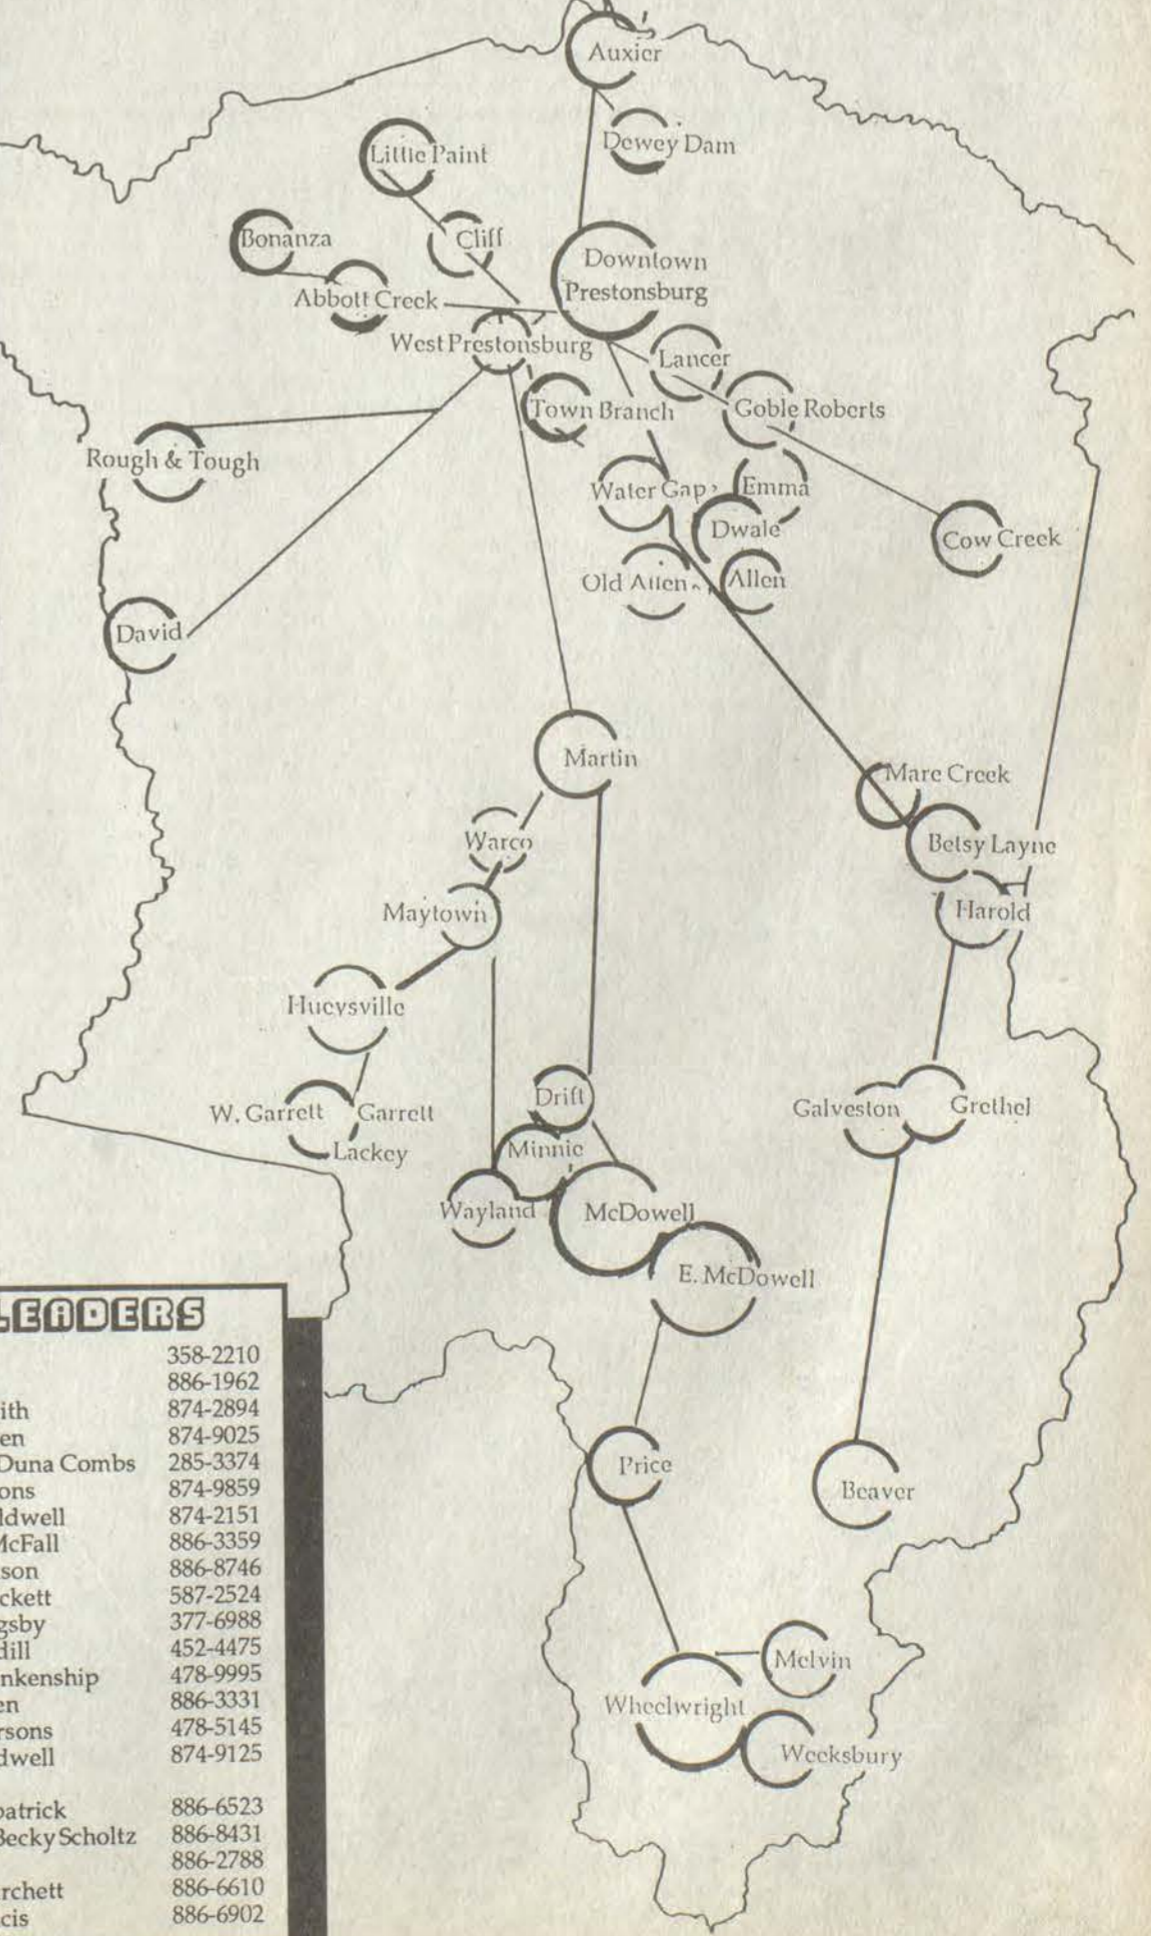 Auxier
Dewey Dam
Little Paint
Bonanza
Cliff
Abbott Creek
Downtown
Prestonsburg
West Prestonsburg
Lancer
Town Branch
Goble Roberts
Rough & Tough
Water Gap
Emma
Dwale
Cow Creek
Old Allen
Allen
David
Martin
Mare Creek
Warco
Betsy Layne
Maytown
Harold
Hueysville
Drift
W. Garrett
Garrett
Galveston
Grethel
Lackey
Minnie
Wayland
McDowell
E. McDowell
Price
Beaver
Melvin
Wheelwright
Weeksbury
LEADERS
358-2210
886-1962
ith 874-2894
en 874-9025
Duna Combs 285-3374
ons 874-9859
ldwell 874-2151
McFall 886-3359
son 886-8746
ckett 587-2524
gsby 377-6988
dill 452-4475
nkenship 478-9995
en 886-3331
rsons 478-5145
dwell 874-9125
patrick 886-6523
Becky Scholtz 886-8431
886-2788
rchett 886-6610
cis 886-6902